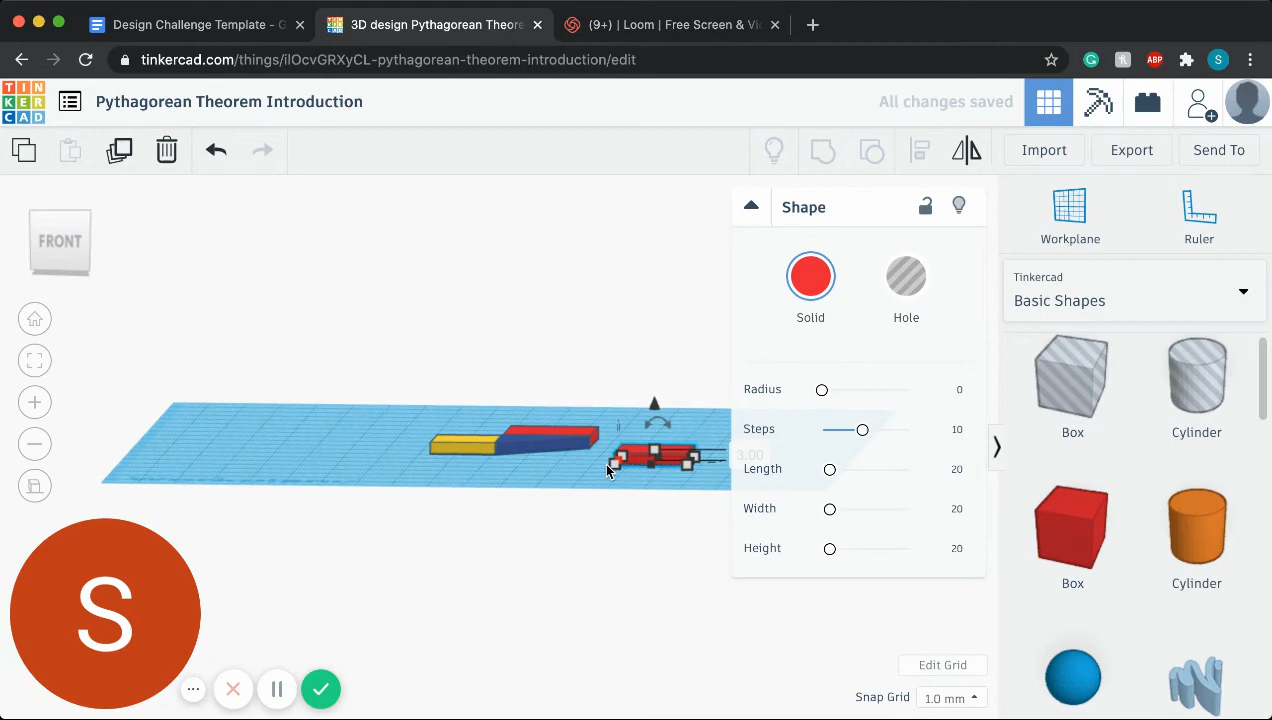 Design Challenge Template - G
3D design Pythagorean Theore
(9+) | Loom | Free Screen & Vi
tinkercad.com/things/ilOcvGRXyCL-pythagorean-theorem-introduction/edit
ABP
S
TIN
KER
CAD
Pythagorean Theorem Introduction
All changes saved
Import
Export
Send To
FRONT
Shape
Solid
Hole
Radius 0
Steps 10
3.00
Length 20
Width 20
Height 20
Workplane
Ruler
Tinkercad
Basic Shapes
Box
Cylinder
Box
Cylinder
S
Edit Grid
Snap Grid 1.0 mm